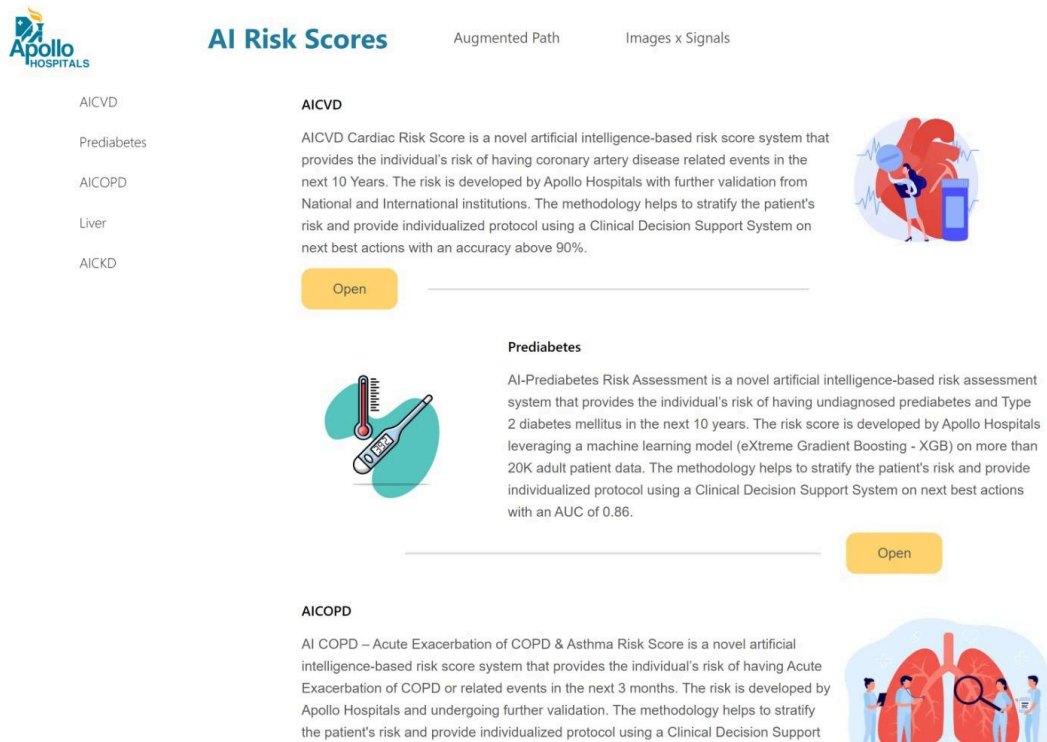 Apollo
HOSPITALS
AI Risk Scores
Augmented Path
Images x Signals
AICVD
Prediabetes
AICOPD
Liver
AICKD
AICVD
AICVD Cardiac Risk Score is a novel artificial intelligence-based risk score system that
provides the individual's risk of having coronary artery disease related events in the
next 10 Years. The risk is developed by Apollo Hospitals with further validation from
National and International institutions. The methodology helps to stratify the patient's
risk and provide individualized protocol using a Clinical Decision Support System on
next best actions with an accuracy above 90%.
Open
Prediabetes
AI-Prediabetes Risk Assessment is a novel artificial intelligence-based risk assessment
system that provides the individual's risk of having undiagnosed prediabetes and Type
2 diabetes mellitus in the next 10 years. The risk score is developed by Apollo Hospitals
leveraging a machine learning model (eXtreme Gradient Boosting - XGB) on more than
20K adult patient data. The methodology helps to stratify the patient's risk and provide
individualized protocol using a Clinical Decision Support System on next best actions
with an AUC of 0.86.
39.2
Open
AICOPD
AI COPD – Acute Exacerbation of COPD & Asthma Risk Score is a novel artificial
intelligence-based risk score system that provides the individual's risk of having Acute
Exacerbation of COPD or related events in the next 3 months. The risk is developed by
Apollo Hospitals and undergoing further validation. The methodology helps to stratify
the patient's risk and provide individualized protocol using a Clinical Decision Support